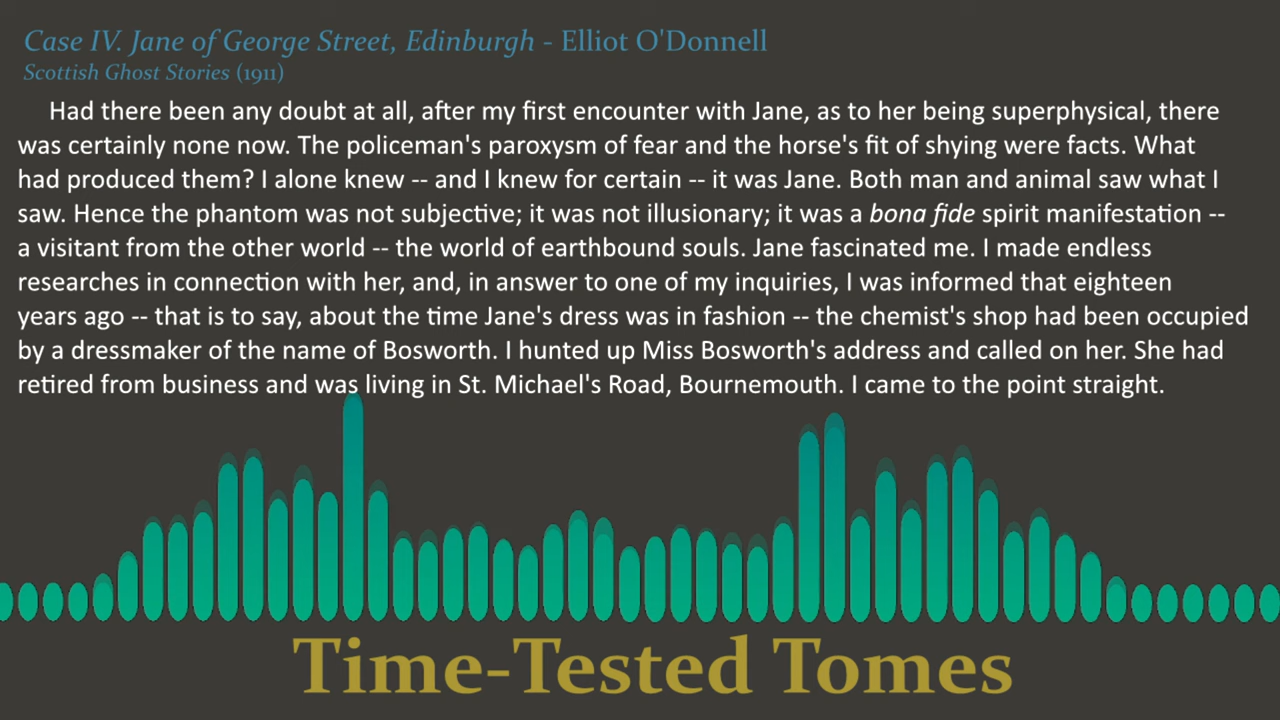 Case IV. Jane of George Street, Edinburgh - Elliot O'Donnell
Scottish Ghost Stories (1911)
Had there been any doubt at all, after my first encounter with Jane, as to her being superphysical, there
was certainly none now. The policeman's paroxysm of fear and the horse's fit of shying were facts. What
had produced them? I alone knew -- and I knew for certain -- it was Jane. Both man and animal saw what I
saw. Hence the phantom was not subjective; it was not illusionary; it was a bona fide spirit manifestation --
a visitant from the other world -- the world of earthbound souls. Jane fascinated me. I made endless
researches in connection with her, and, in answer to one of my inquiries, I was informed that eighteen
years ago -- that is to say, about the time Jane's dress was in fashion -- the chemist's shop had been occupied
by a dressmaker of the name of Bosworth. I hunted up Miss Bosworth's address and called on her. She had
retired from business and was living in St. Michael's Road, Bournemouth. I came to the point straight.
Time-Tested Tomes